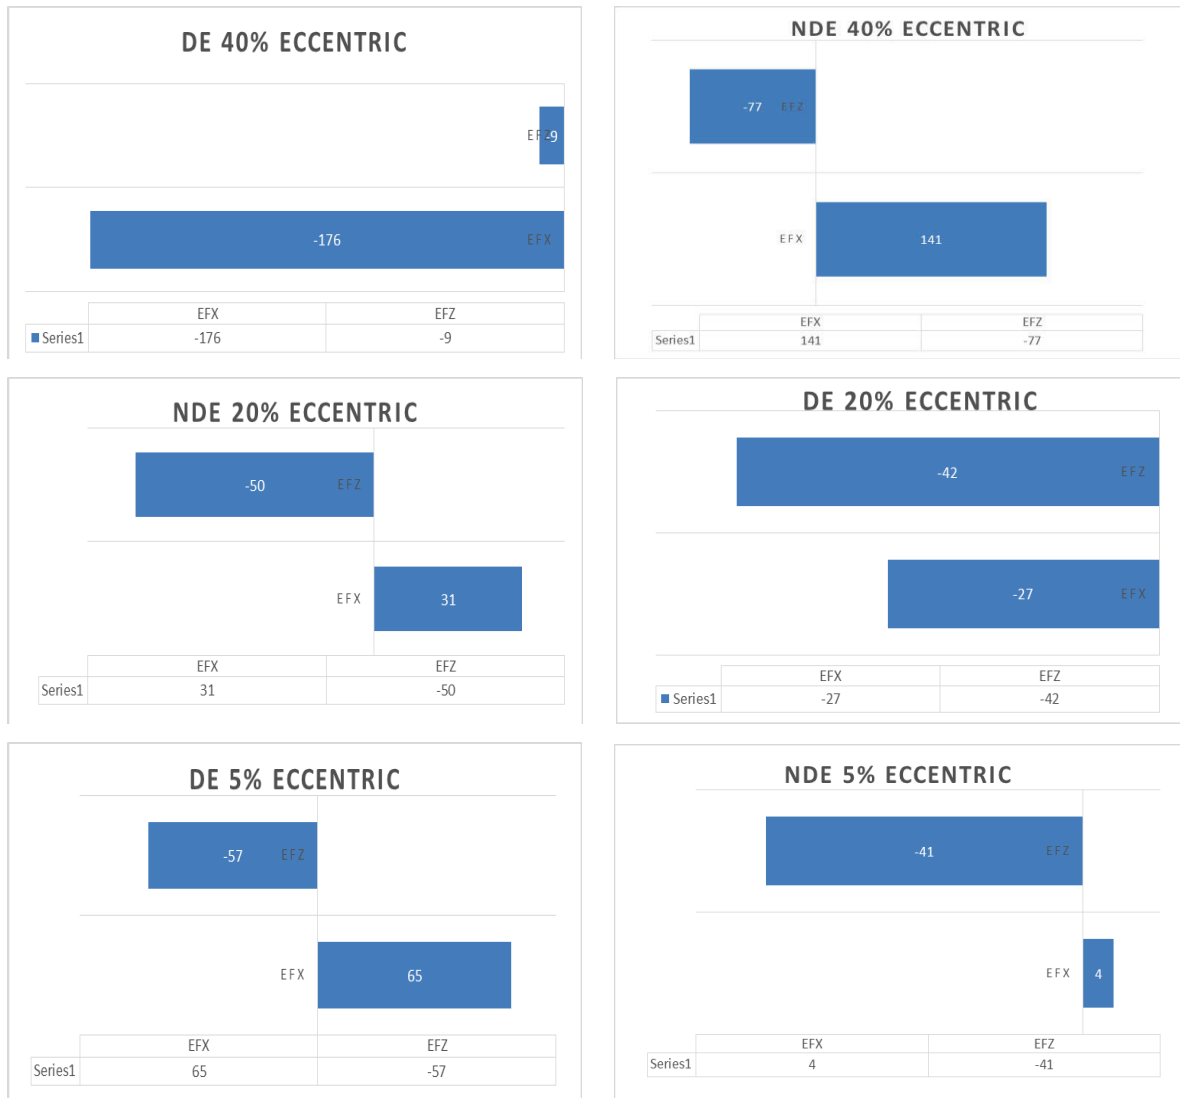 DE 40% ECCENTRIC
EFZ
-9
-176
EFX
EFX EFZ
Series1 -176 -9
NDE 40% ECCENTRIC
-77 EFZ
EFX 141
EFX EFZ
Series1 141 -77
NDE 20% ECCENTRIC
-50 EFZ
EFX 31
EFX EFZ
Series1 31 -50
DE 20% ECCENTRIC
-42 EFZ
-27 EFX
EFX EFZ
Series1 -27 -42
DE 5% ECCENTRIC
-57 EFZ
EFX 65
EFX EFZ
Series1 65 -57
NDE 5% ECCENTRIC
-41 EFZ
EFX 4
EFX EFZ
Series1 4 -41